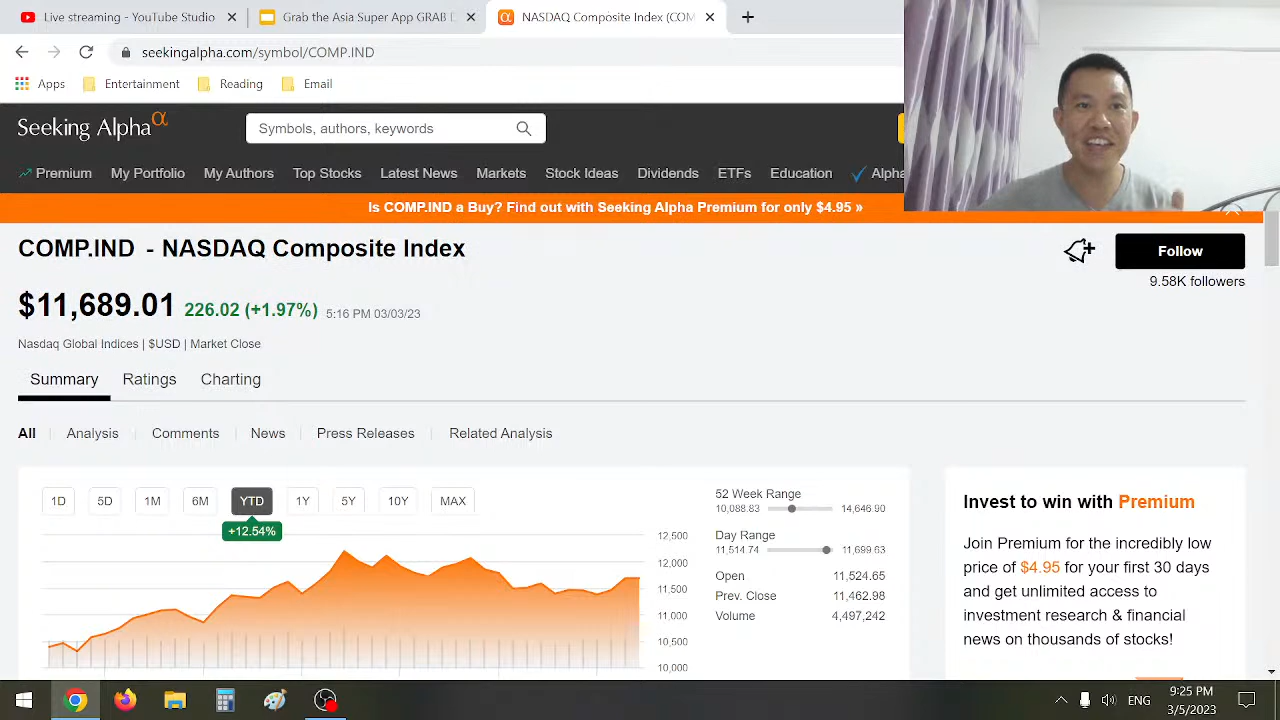 Live streaming - YouTube Studio
Grab the Asia Super App GRAB
NASDAQ Composite Index (COM
seekingalpha.com/symbol/COMP.IND
Apps Entertainment Reading Email
Seeking Alpha α
Symbols, authors, keywords
Premium My Portfolio My Authors Top Stocks Latest News Markets Stock Ideas Dividends ETFs Education Alpha
Is COMP.IND a Buy? Find out with Seeking Alpha Premium for only $4.95 »
COMP.IND - NASDAQ Composite Index
Follow
9.58K followers
$11,689.01 226.02 (+1.97%) 5:16 PM 03/03/23
Nasdaq Global Indices | $USD | Market Close
Summary Ratings Charting
All Analysis Comments News Press Releases Related Analysis
1D 5D 1M 6M YTD 1Y 5Y 10Y MAX
+12.54%
12,500
12,000
11,500
11,000
10,500
10,000
52 Week Range
10,088.83 14,646.90
Day Range
11,514.74 11,699.63
Open 11,524.65
Prev. Close 11,462.98
Volume 4,497,242
Invest to win with Premium
Join Premium for the incredibly low
price of $4.95 for your first 30 days
and get unlimited access to
investment research & financial
news on thousands of stocks!
ENG
9:25 PM
3/5/2023